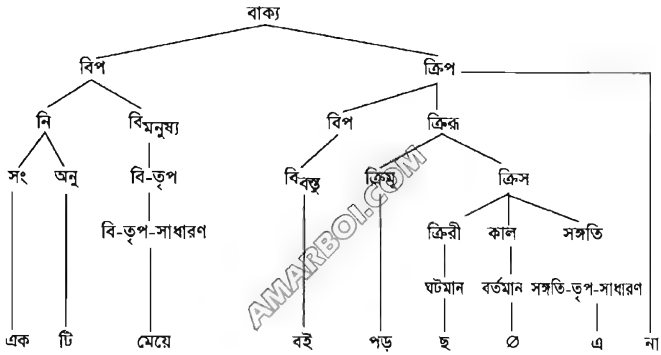 বাক্য
বিপ ক্রিপ
নি বিমনুষ্য বিপ ক্রিরূ
সং অনু বি-তৃপ বিবস্তু ক্রিমূ ক্রিস
বি-তৃপ-সাধারণ ক্রিরী কাল সঙ্গতি
ঘটমান বর্তমান সঙ্গতি-তৃপ-সাধারণ
এক টি মেয়ে বই পড় ছ ∅ এ না
AMARBOI.COM